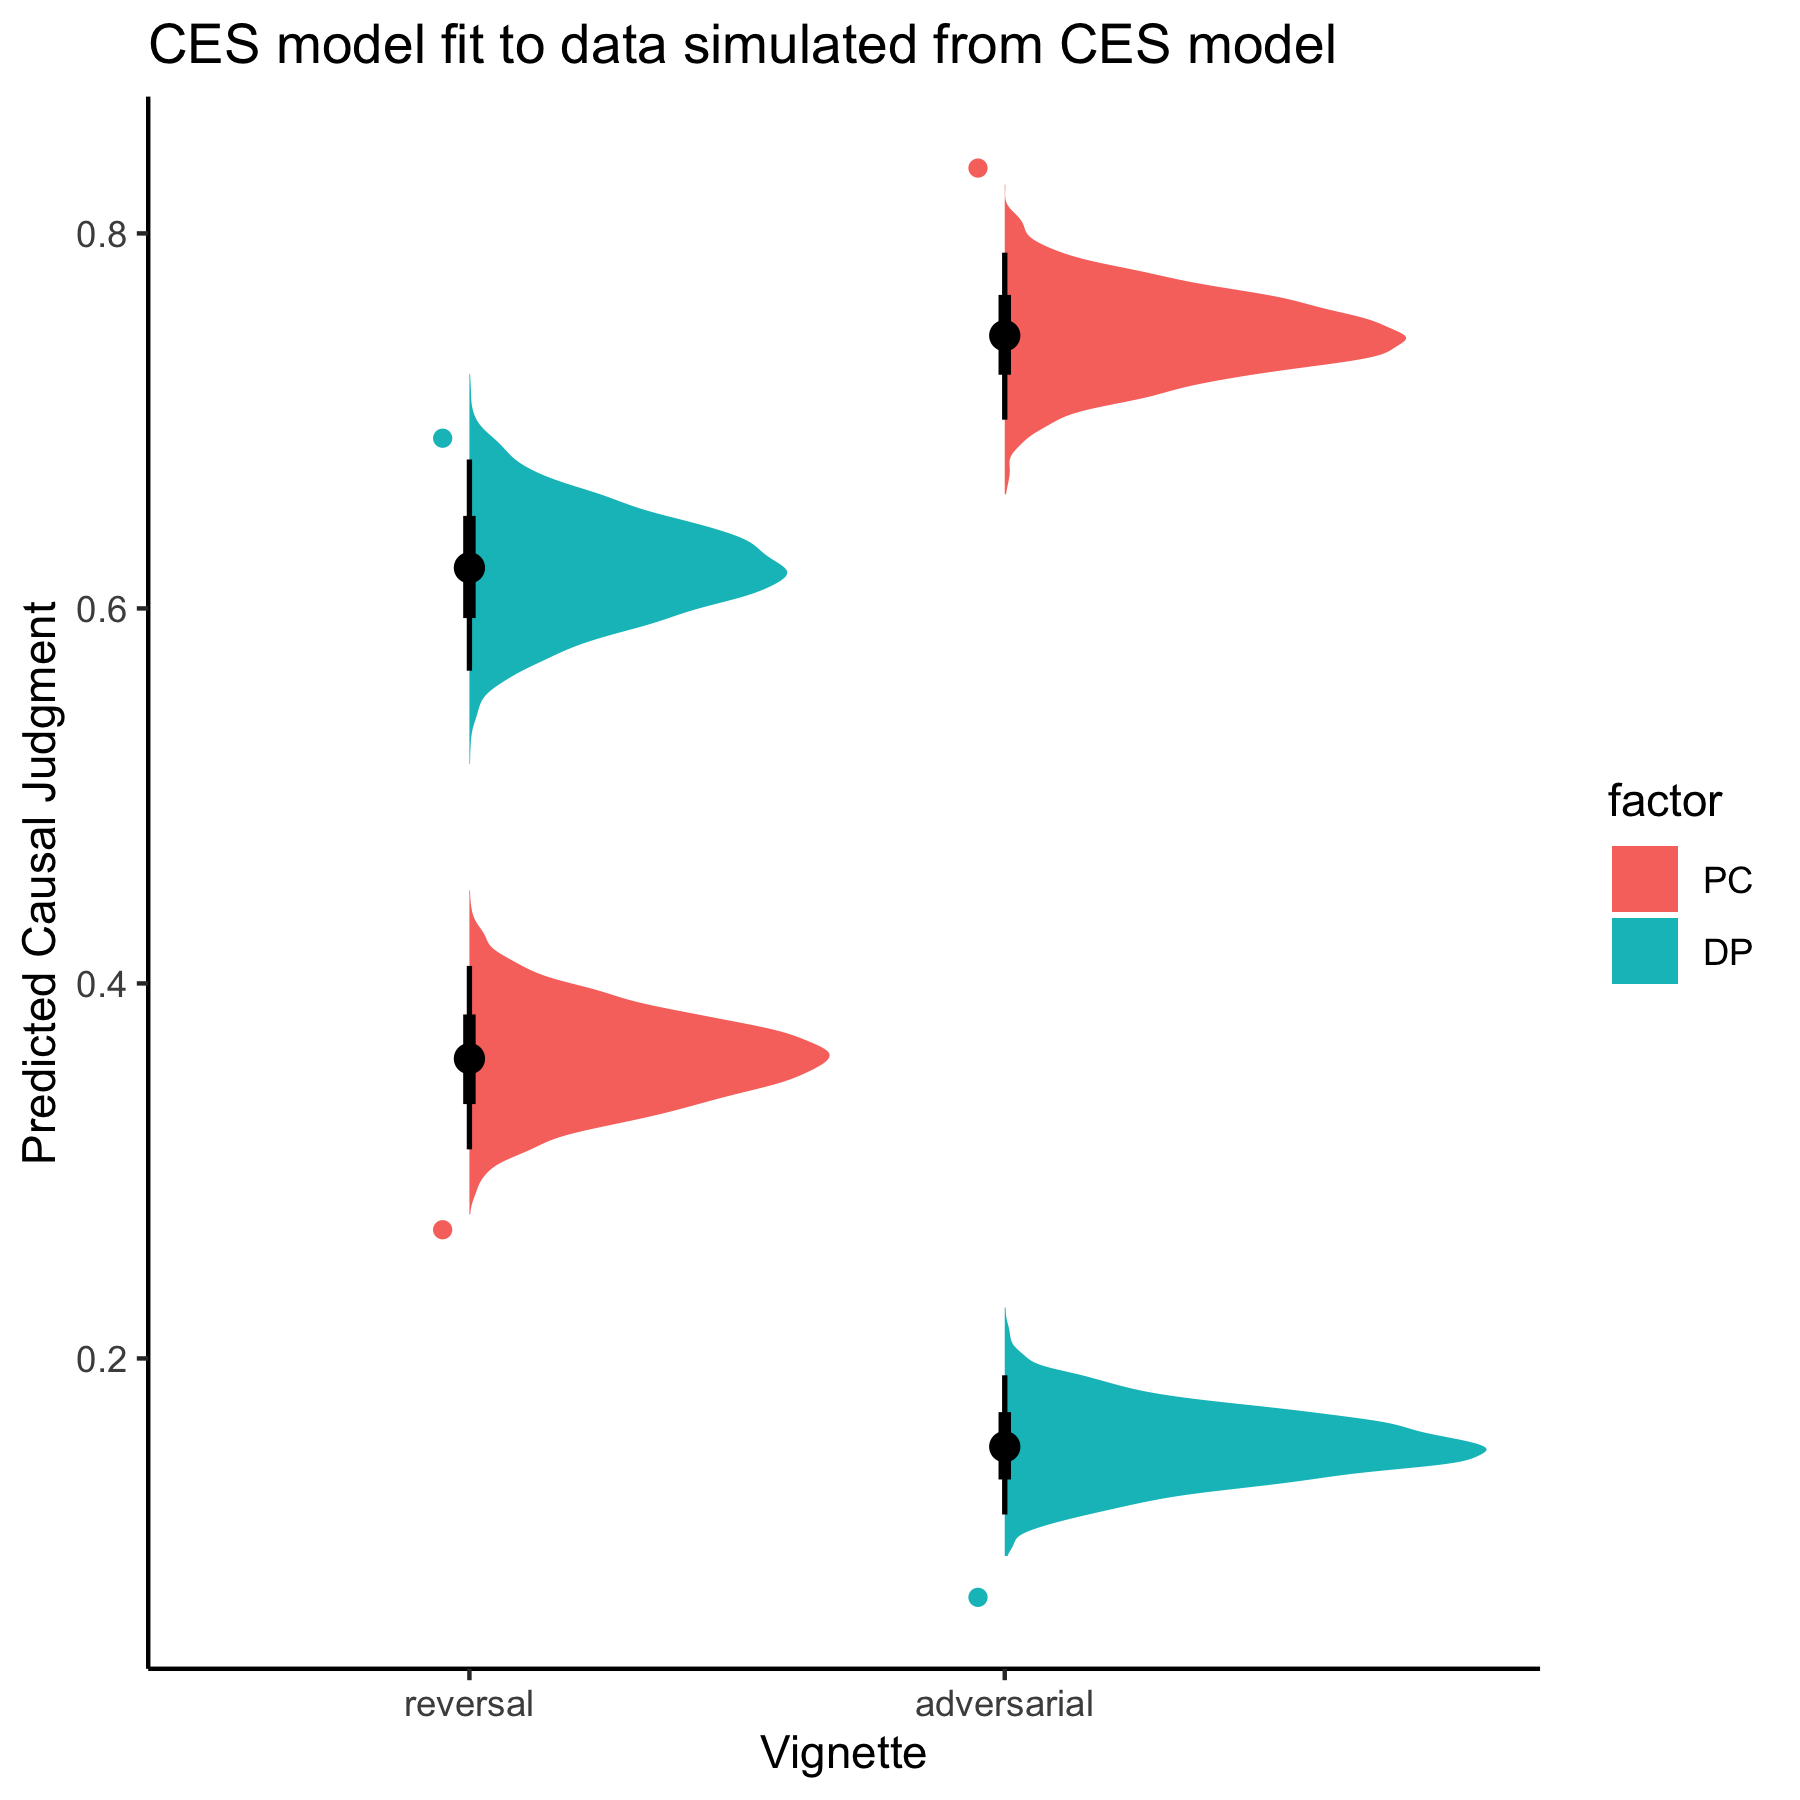 CES model fit to data simulated from CES model
Predicted Causal Judgment
0.8
0.6
0.4
0.2
reversal
adversarial
Vignette
factor
PC
DP